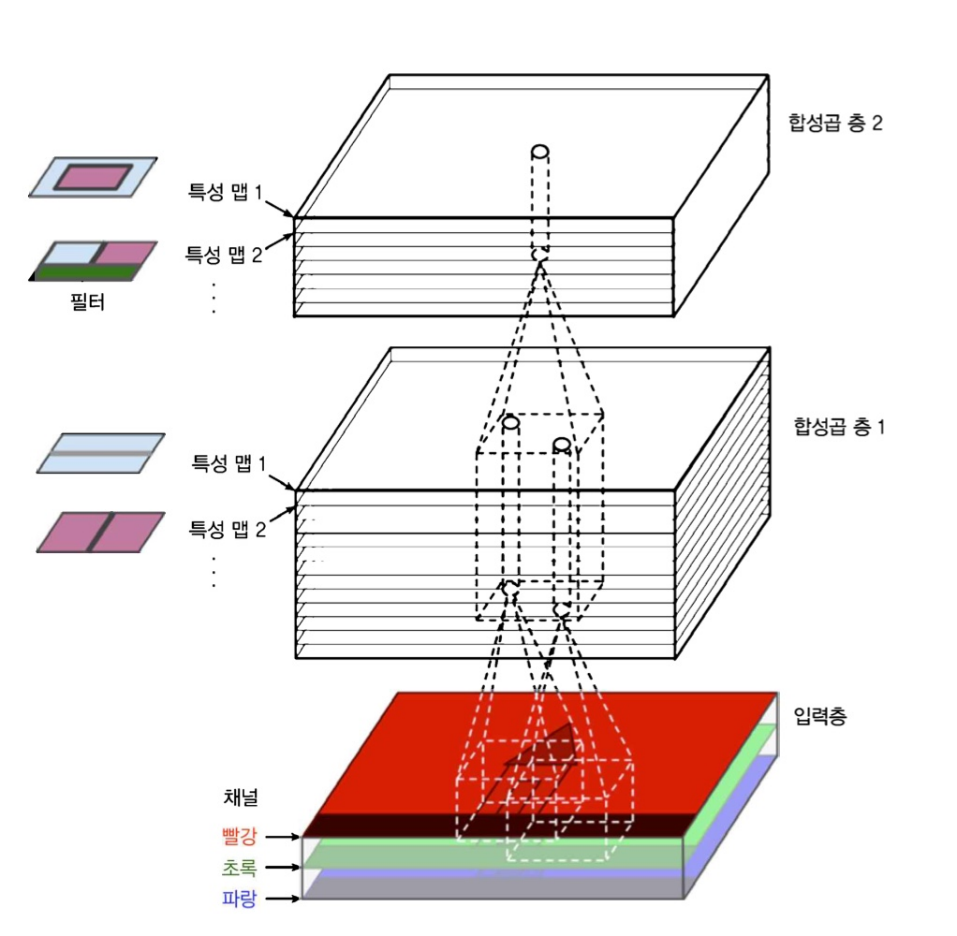 합성곱 층 2
특성 맵 1
특성 맵 2
필터
합성곱 층 1
특성 맵 1
특성 맵 2
입력층
채널
빨강
초록
파랑